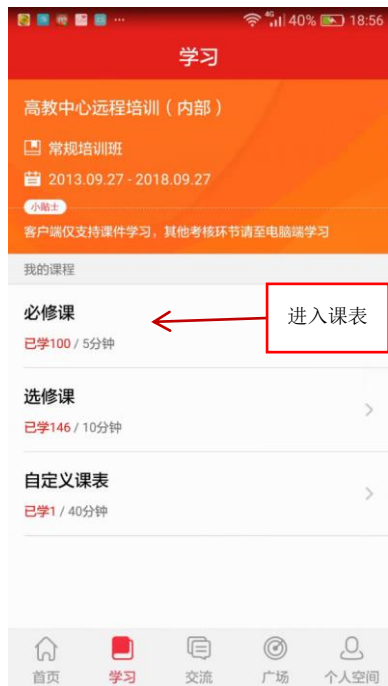 4G 40% 18:56
学习
高教中心远程培训（内部）
常规培训班
2013.09.27 - 2018.09.27
小贴士
客户端仅支持课件学习，其他考核环节请至电脑端学习
我的课程
必修课
已学100 / 5分钟
进入课表
选修课
已学146 / 10分钟
自定义课表
已学1 / 40分钟
首页 学习 交流 广场 个人空间